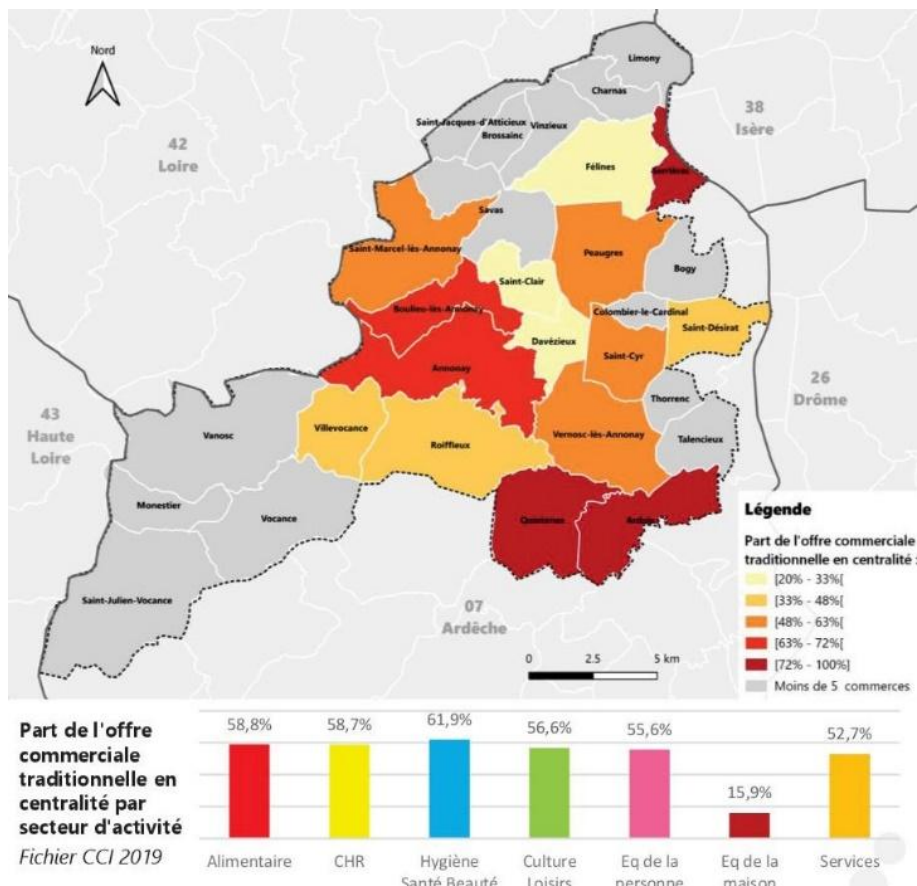 Nord
Limony
Charnas
38
Isère
Saint-Jacques-d'Atticieux
Brossainc
Vinzieux
42
Loire
Félines
Serrières
Savas
Saint-Marcel-lès-Annonay
Peaugres
Bogy
Saint-Clair
Boulieu-lès-Annonay
Colombier-le-Cardinal
Saint-Désirat
Davézieux
Saint-Cyr
Annonay
26
Drôme
43
Haute
Loire
Thorrenc
Vanosc
Villevocance
Roiffieux
Vernosc-lès-Annonay
Talencieux
Monestier
Vocance
Quintenas
Ardoix
Saint-Julien-Vocance
07
Ardèche
0 2.5 5 km
Légende
Part de l'offre commerciale
traditionnelle en centralité :
[20% - 33%[
[33% - 48%[
[48% - 63%[
[63% - 72%[
[72% - 100%]
Moins de 5 commerces
Part de l'offre
commerciale
traditionnelle en
centralité par
secteur d'activité
Fichier CCI 2019
58,8% 58,7% 61,9% 56,6% 55,6% 15,9% 52,7%
Alimentaire CHR Hygiène Culture Eq de la Eq de la Services
Santé Beauté Loisirs personne maison